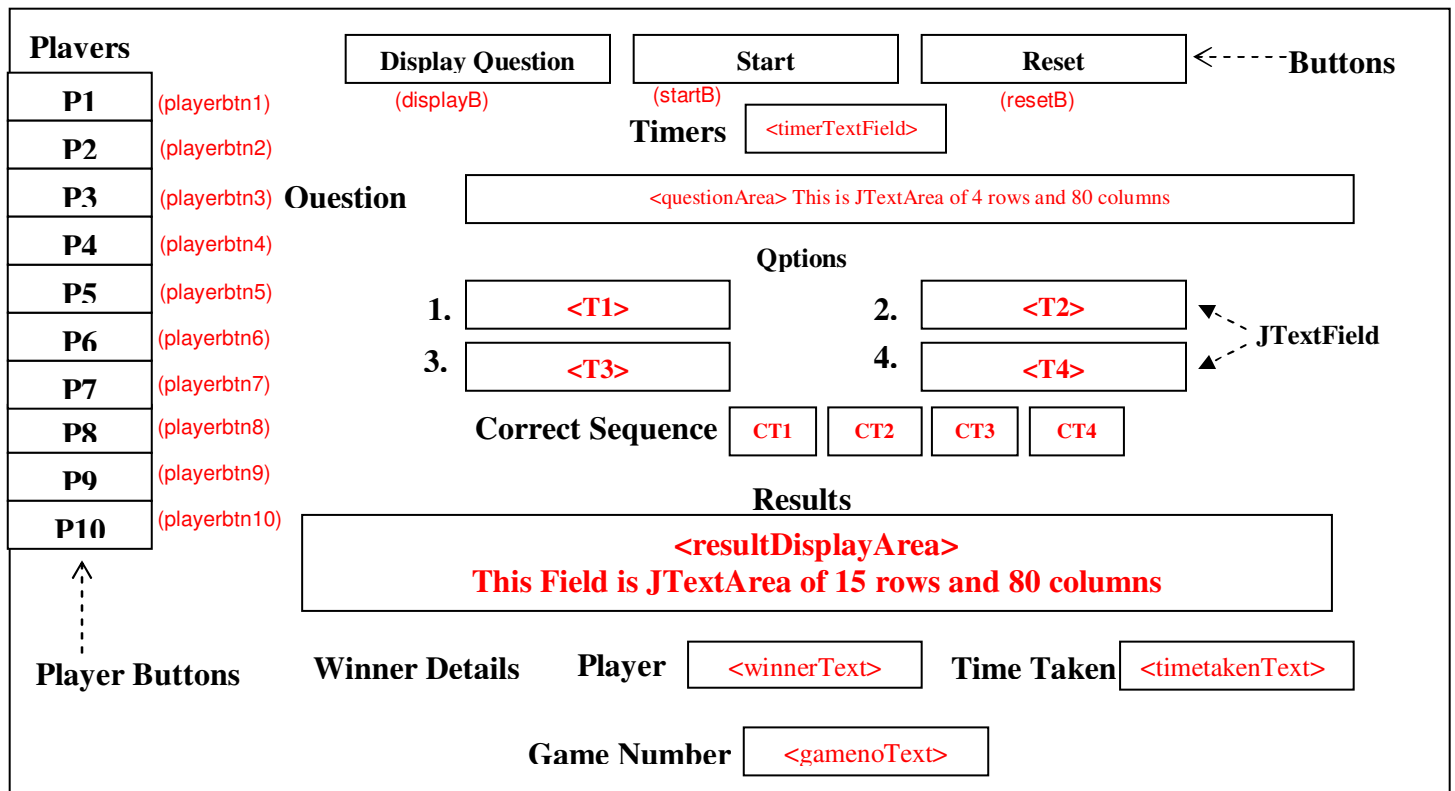 Players
Display Question
Start
Reset
Buttons
(displayB)
(startB)
(resetB)
P1
(playerbtn1)
Timers
<timerTextField>
P2
(playerbtn2)
P3
(playerbtn3)
Question
<questionArea> This is JTextArea of 4 rows and 80 columns
P4
(playerbtn4)
Options
P5
(playerbtn5)
1.
<T1>
2.
<T2>
P6
(playerbtn6)
JTextField
3.
<T3>
4.
<T4>
P7
(playerbtn7)
P8
(playerbtn8)
Correct Sequence
CT1
CT2
CT3
CT4
P9
(playerbtn9)
Results
P10
(playerbtn10)
<resultDisplayArea>
This Field is JTextArea of 15 rows and 80 columns
Player Buttons
Winner Details
Player
<winnerText>
Time Taken
<timetakenText>
Game Number
<gamenoText>